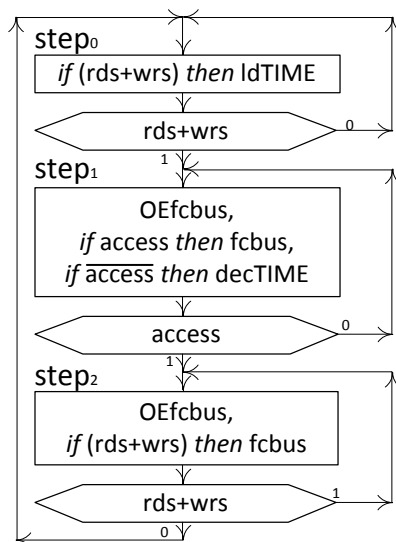 step₀
if (rds+wrs) then ldTIME
rds+wrs
0
1
step₁
OEfcbus,
if access then fcbus,
if a̅c̅c̅e̅s̅s̅ then decTIME
access
0
1
step₂
OEfcbus,
if (rds+wrs) then fcbus
rds+wrs
1
0